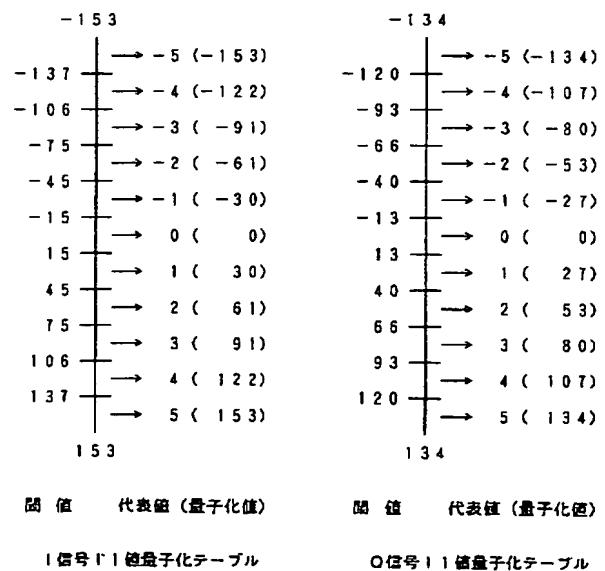 -153
→ -5 (-153)
-137
→ -4 (-122)
-106
→ -3 ( -91)
-75
→ -2 ( -61)
-45
→ -1 ( -30)
-15
→ 0 ( 0)
15
→ 1 ( 30)
45
→ 2 ( 61)
75
→ 3 ( 91)
106
→ 4 ( 122)
137
→ 5 ( 153)
153
閾 値 代表値 (量子化値)
I信号11値量子化テーブル
-134
→ -5 (-134)
-120
→ -4 (-107)
-93
→ -3 ( -80)
-66
→ -2 ( -53)
-40
→ -1 ( -27)
-13
→ 0 ( 0)
13
→ 1 ( 27)
40
→ 2 ( 53)
66
→ 3 ( 80)
93
→ 4 ( 107)
120
→ 5 ( 134)
134
閾 値 代表値 (量子化値)
Q信号11値量子化テーブル